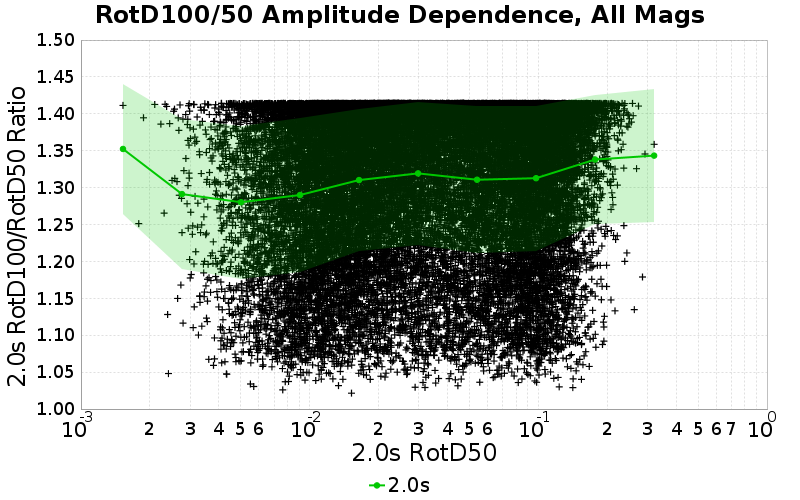 RotD100/50 Amplitude Dependence, All Mags
2.0s RotD100/RotD50 Ratio
1.50
1.45
1.40
1.35
1.30
1.25
1.20
1.15
1.10
1.05
1.00
10^-3 2 3 4 5 6 10^-2 2 3 4 5 6 10^-1 2 3 4 5 6 7 10^0
2.0s RotD50
2.0s